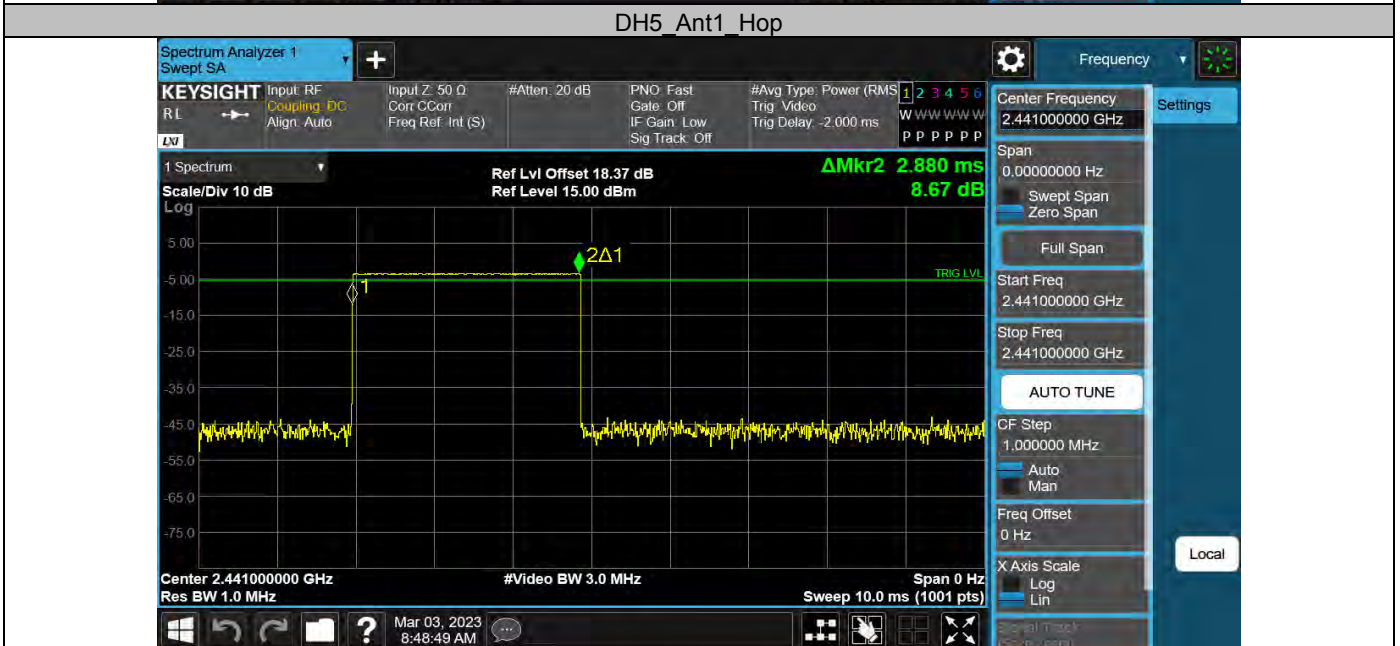 DH5_Ant1_Hop
Spectrum Analyzer 1
Swept SA
Frequency
KEYSIGHT
RL
LXI
Input: RF
Coupling: DC
Align: Auto
Input Z: 50 Ω
Corr CCorr
Freq Ref: Int (S)
#Atten: 20 dB
PNO: Fast
Gate: Off
IF Gain: Low
Sig Track: Off
#Avg Type: Power (RMS
Trig: Video
Trig Delay: -2.000 ms
1 2 3 4 5 6
W W W W W W
P P P P P P
1 Spectrum
Scale/Div 10 dB
Log
Ref Lvl Offset 18.37 dB
Ref Level 15.00 dBm
ΔMkr2 2.880 ms
8.67 dB
5.00
-5.00
-15.0
-25.0
-35.0
-45.0
-55.0
-65.0
-75.0
1
2Δ1
TRIG LVL
Center 2.441000000 GHz
Res BW 1.0 MHz
#Video BW 3.0 MHz
Span 0 Hz
Sweep 10.0 ms (1001 pts)
Center Frequency
2.441000000 GHz
Settings
Span
0.00000000 Hz
Swept Span
Zero Span
Full Span
Start Freq
2.441000000 GHz
Stop Freq
2.441000000 GHz
AUTO TUNE
CF Step
1.000000 MHz
Auto
Man
Freq Offset
0 Hz
X Axis Scale
Log
Lin
Local
Signal Track
?
Mar 03, 2023
8:48:49 AM